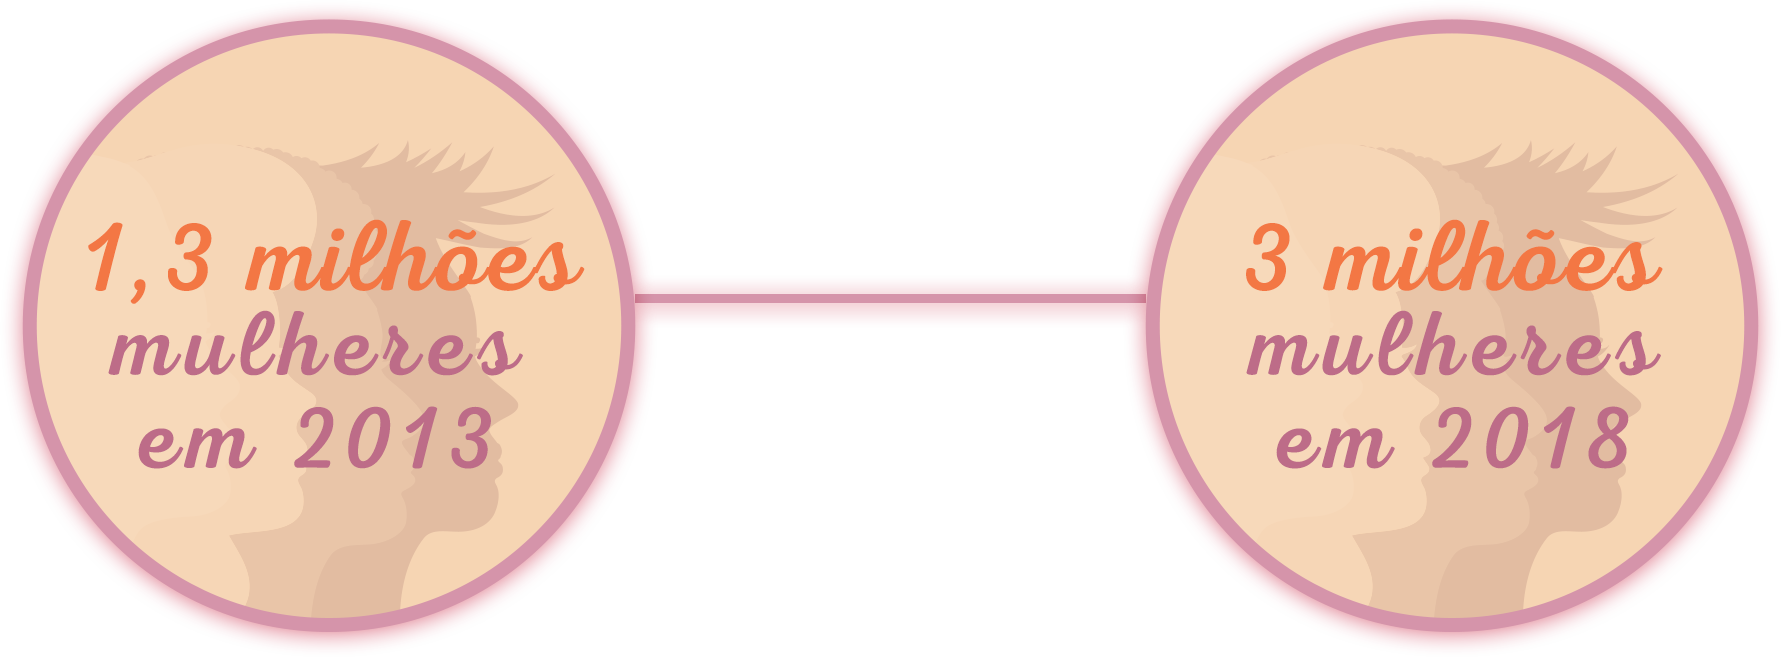 1,3 milhões
mulheres
em 2013
3 milhões
mulheres
em 2018